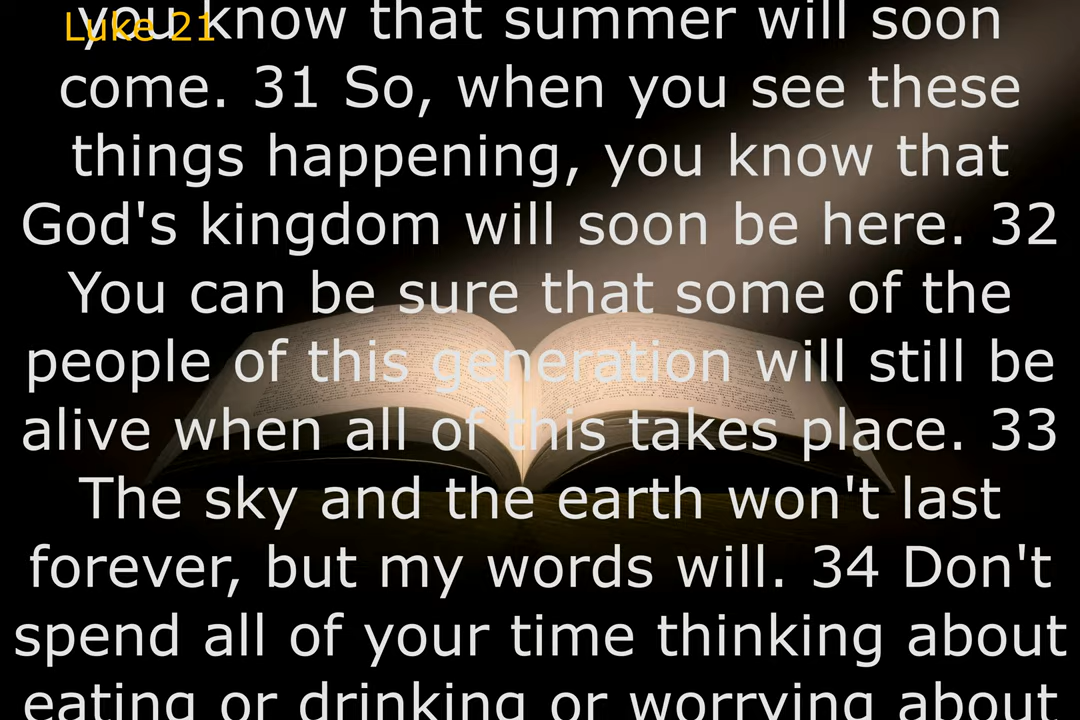 Luke 21
you know that summer will soon
come. 31 So, when you see these
things happening, you know that
God's kingdom will soon be here. 32
You can be sure that some of the
people of this generation will still be
alive when all of this takes place. 33
The sky and the earth won't last
forever, but my words will. 34 Don't
spend all of your time thinking about
eating or drinking or worrying about